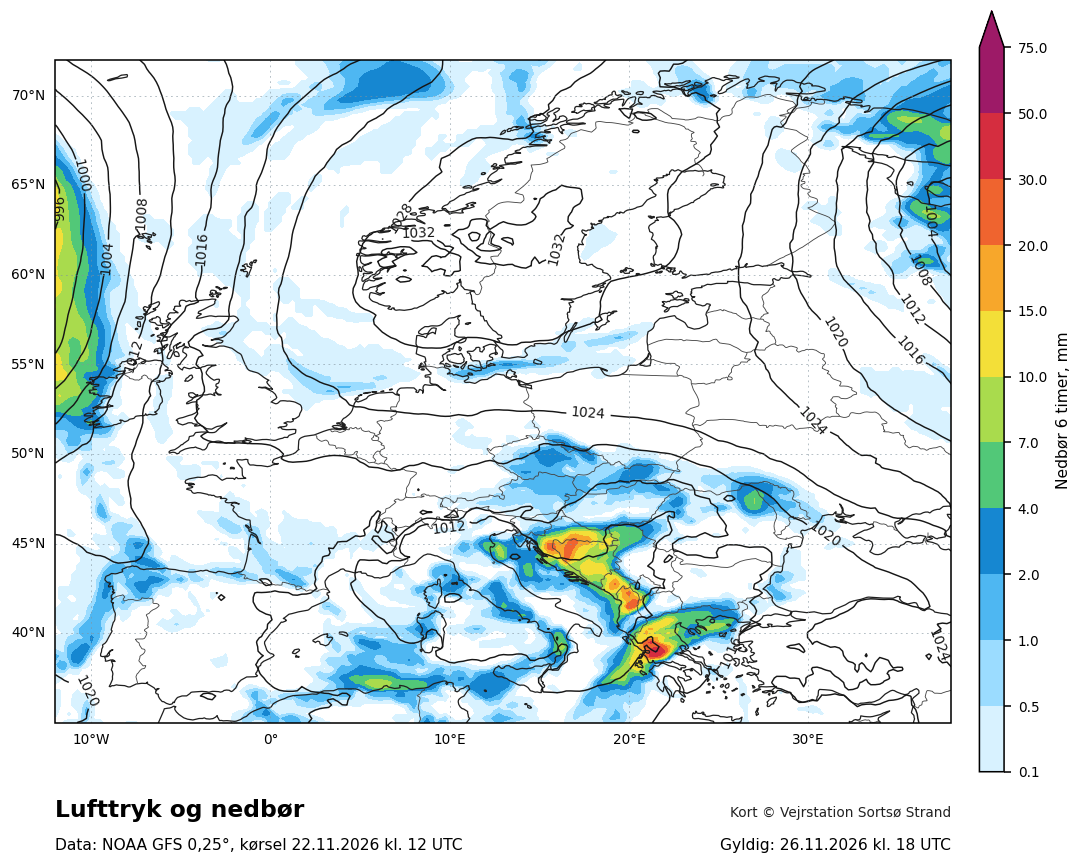 75.0
50.0
30.0
20.0
15.0
10.0
7.0
4.0
2.0
1.0
0.5
0.1
Nedbør 6 timer, mm
70°N
65°N
60°N
55°N
50°N
45°N
40°N
10°W
0°
10°E
20°E
30°E
1000
996
1008
1004
1016
1012
1028
1032
1032
1004
1008
1012
1016
1020
1024
1024
1020
1012
1020
1024
Lufttryk og nedbør
Kort © Vejrstation Sortsø Strand
Data: NOAA GFS 0,25°, kørsel 22.11.2026 kl. 12 UTC
Gyldig: 26.11.2026 kl. 18 UTC